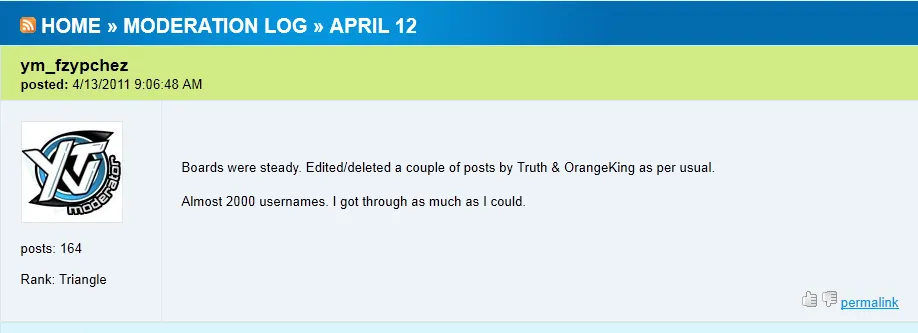 HOME » MODERATION LOG » APRIL 12
ym_fzypchez
posted: 4/13/2011 9:06:48 AM
YTV
moderator
Boards were steady. Edited/deleted a couple of posts by Truth & OrangeKing as per usual.
Almost 2000 usernames. I got through as much as I could.
posts: 164
Rank: Triangle
permalink